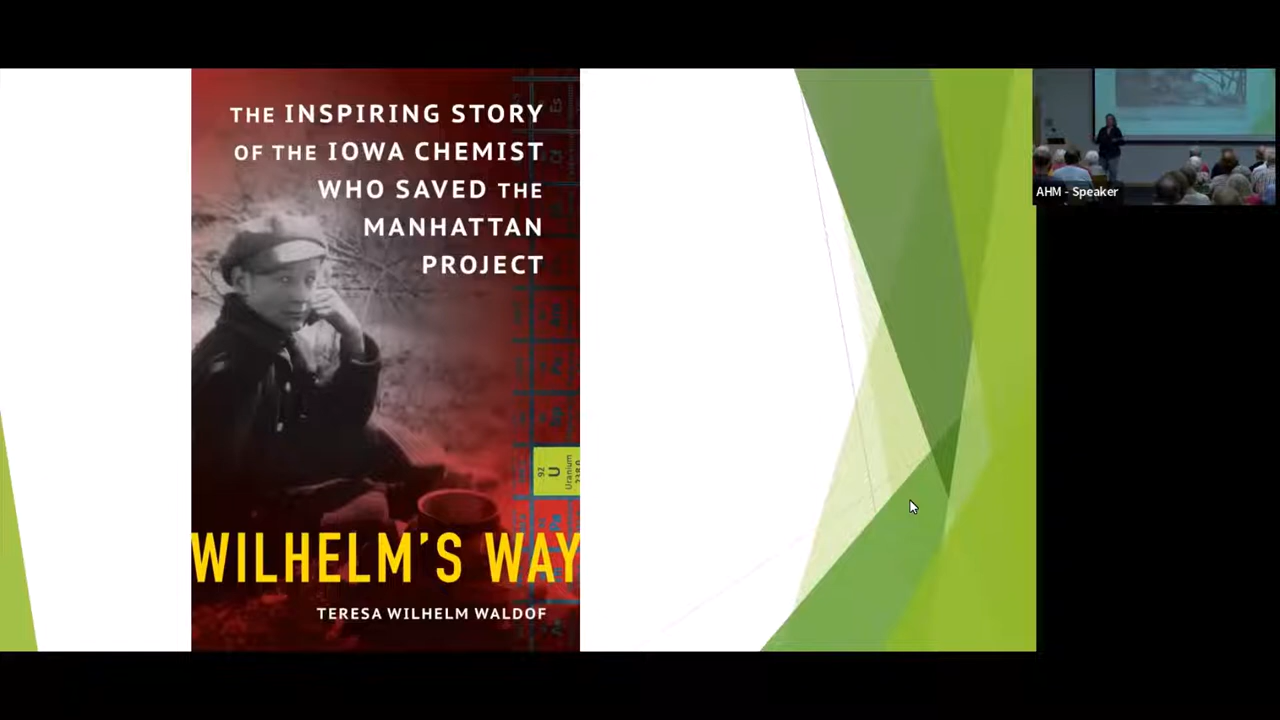 THE INSPIRING STORY
OF THE IOWA CHEMIST
WHO SAVED THE
MANHATTAN
PROJECT
92
U
Uranium
WILHELM'S WAY
TERESA WILHELM WALDOF
AHM - Speaker